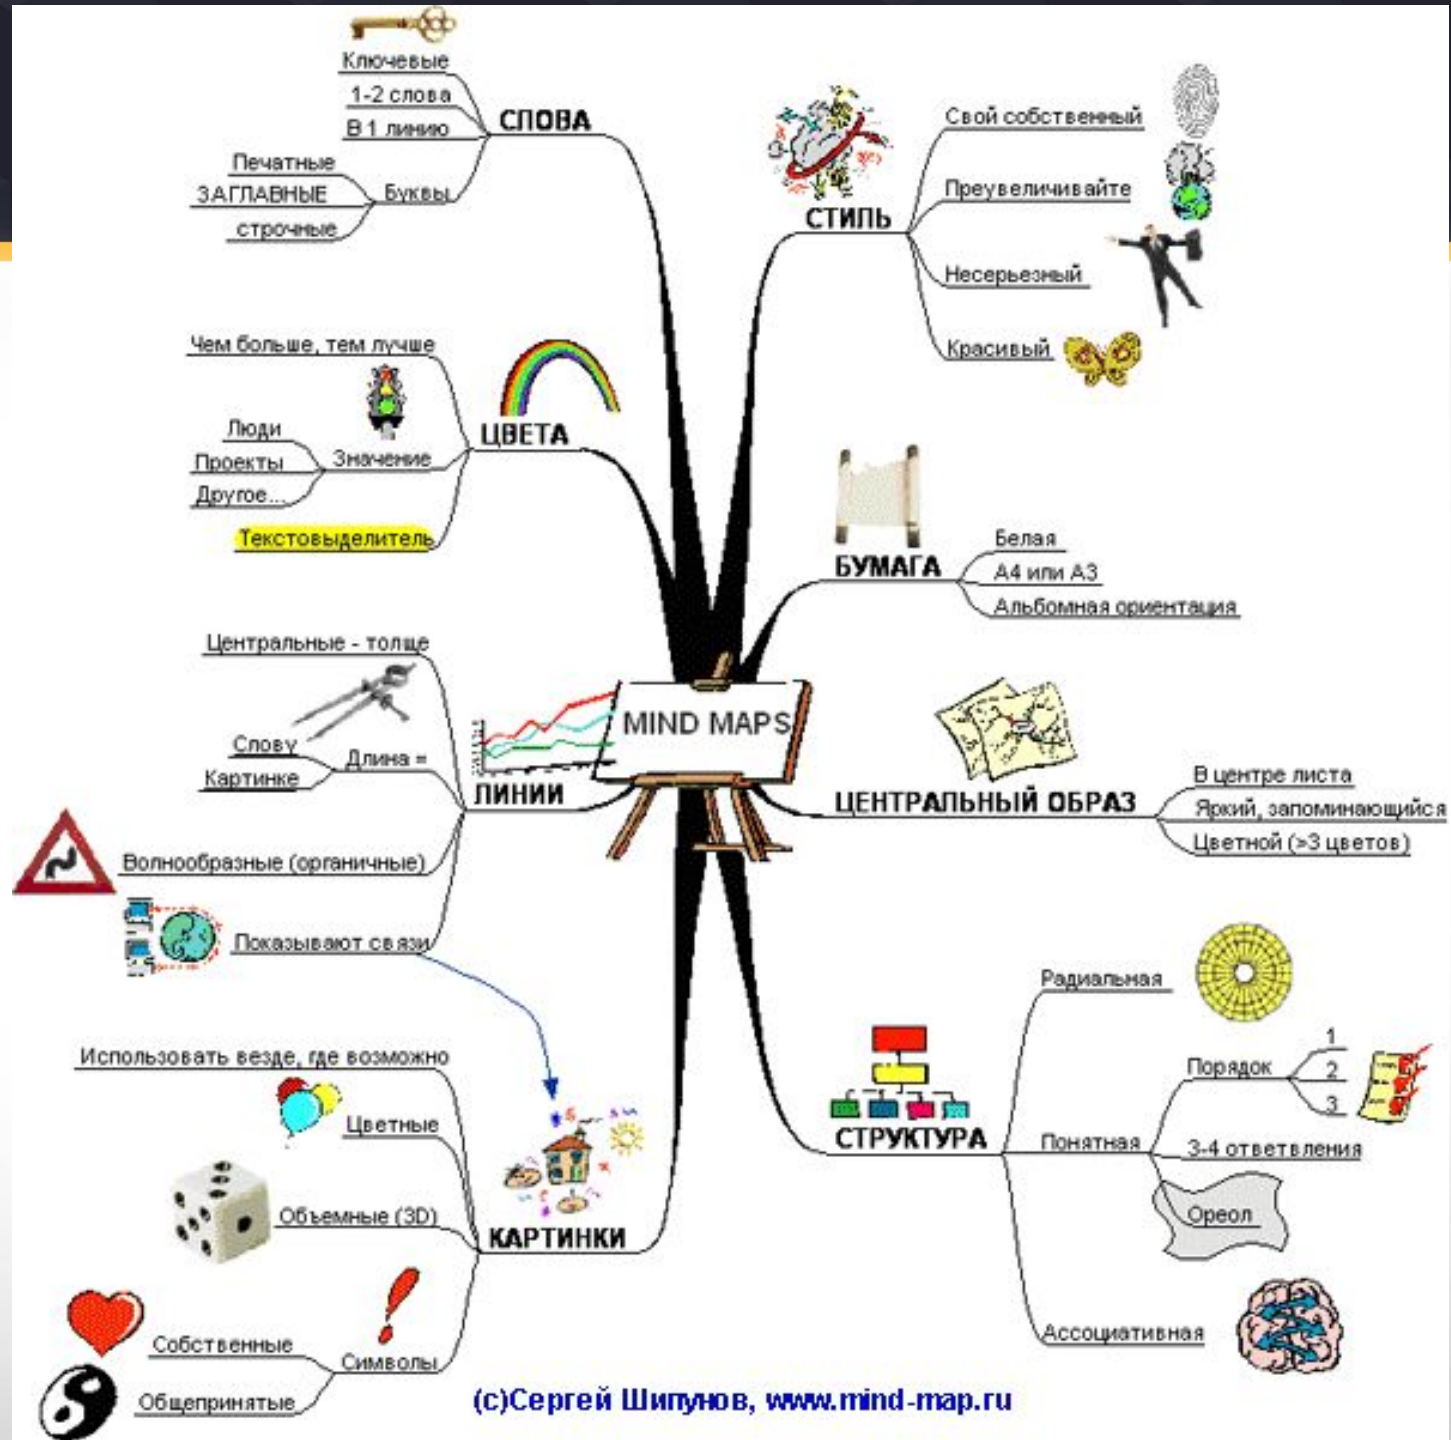 Ключевые
1-2 слова
В 1 линию
СЛОВА
Печатные
ЗАГЛАВНЫЕ
строчные
Буквы
СТИЛЬ
Свой собственный
Преувеличивайте
Несерьезный
Красивый
Чем больше, тем лучше
ЦВЕТА
Люди
Проекты
Другое...
Значение
Текстовыделитель
БУМАГА
Белая
А4 или А3
Альбомная ориентация
Центральные - толще
Слову
Картинке
Длина =
ЛИНИИ
Волнообразные (органичные)
Показывают связи
MIND MAPS
ЦЕНТРАЛЬНЫЙ ОБРАЗ
В центре листа
Яркий, запоминающийся
Цветной (>3 цветов)
Использовать везде, где возможно
Цветные
Объемные (3D)
КАРТИНКИ
Собственные
Общепринятые
Символы
СТРУКТУРА
Радиальная
Понятная
Порядок
1
2
3
3-4 ответвления
Ореол
Ассоциативная
(с)Сергей Шипунов, www.mind-map.ru